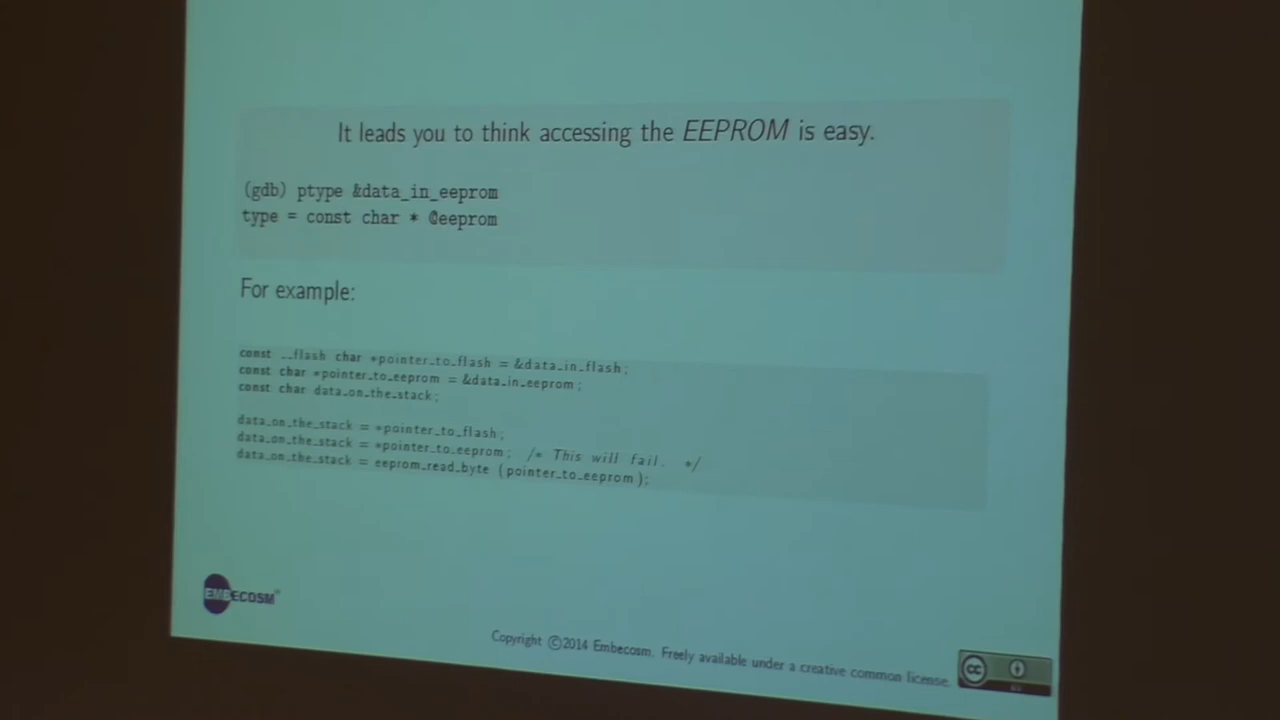 It leads you to think accessing the EEPROM is easy.
(gdb) ptype &data_in_eeprom
type = const char * @eeprom
For example:
const __flash char *pointer_to_flash = &data_in_flash;
const char *pointer_to_eeprom = &data_in_eeprom;
const char data_on_the_stack;
data_on_the_stack = *pointer_to_flash;
data_on_the_stack = *pointer_to_eeprom; /* This will fail. */
data_on_the_stack = eeprom_read_byte (pointer_to_eeprom);
EMBECOSM®
Copyright ©2014 Embecosm. Freely available under a creative common license.
cc